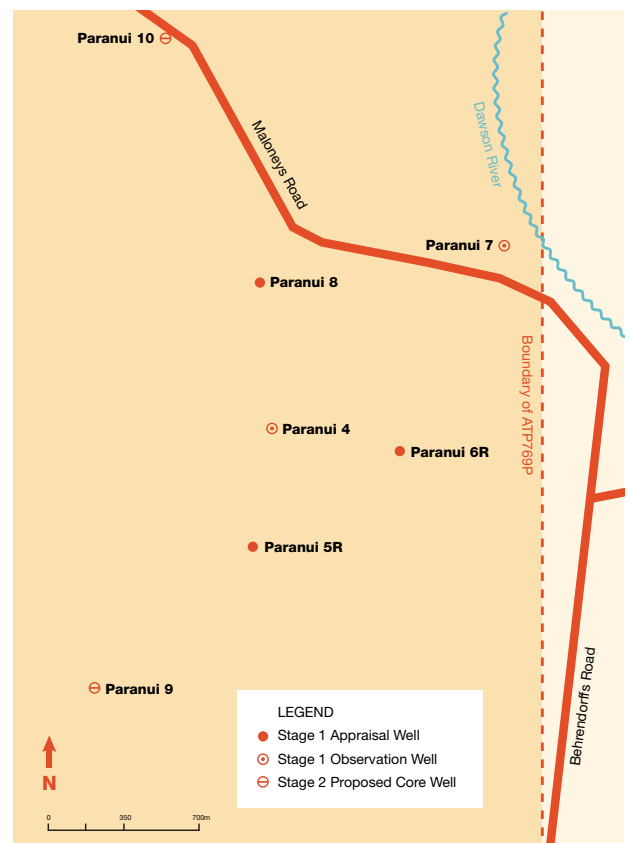 Paranui 10
Maloneys Road
Dawson River
Paranui 7
Paranui 8
Boundary of ATP769P
Paranui 4
Paranui 6R
Paranui 5R
Paranui 9
Behrendorffs Road
LEGEND
Stage 1 Appraisal Well
Stage 1 Observation Well
Stage 2 Proposed Core Well
N
0 350 700m